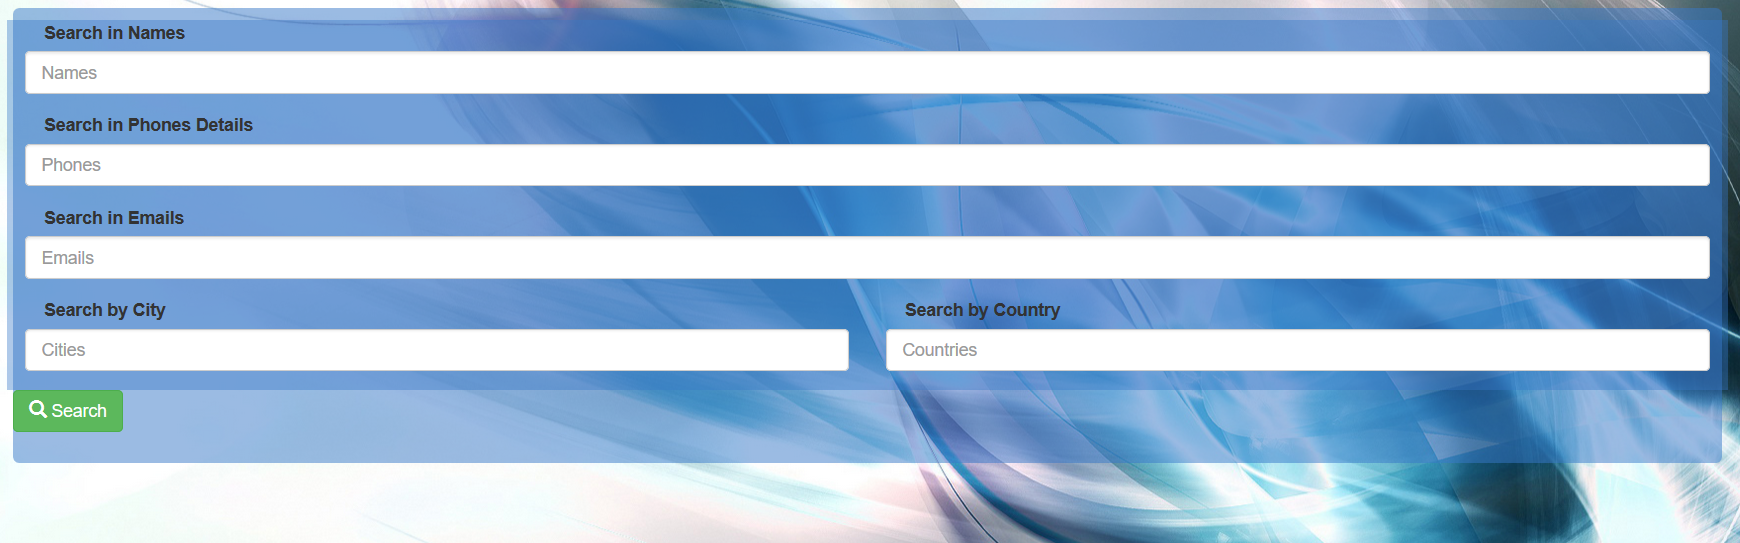 Search in Names
Names
Search in Phones Details
Phones
Search in Emails
Emails
Search by City
Search by Country
Cities
Countries
Search